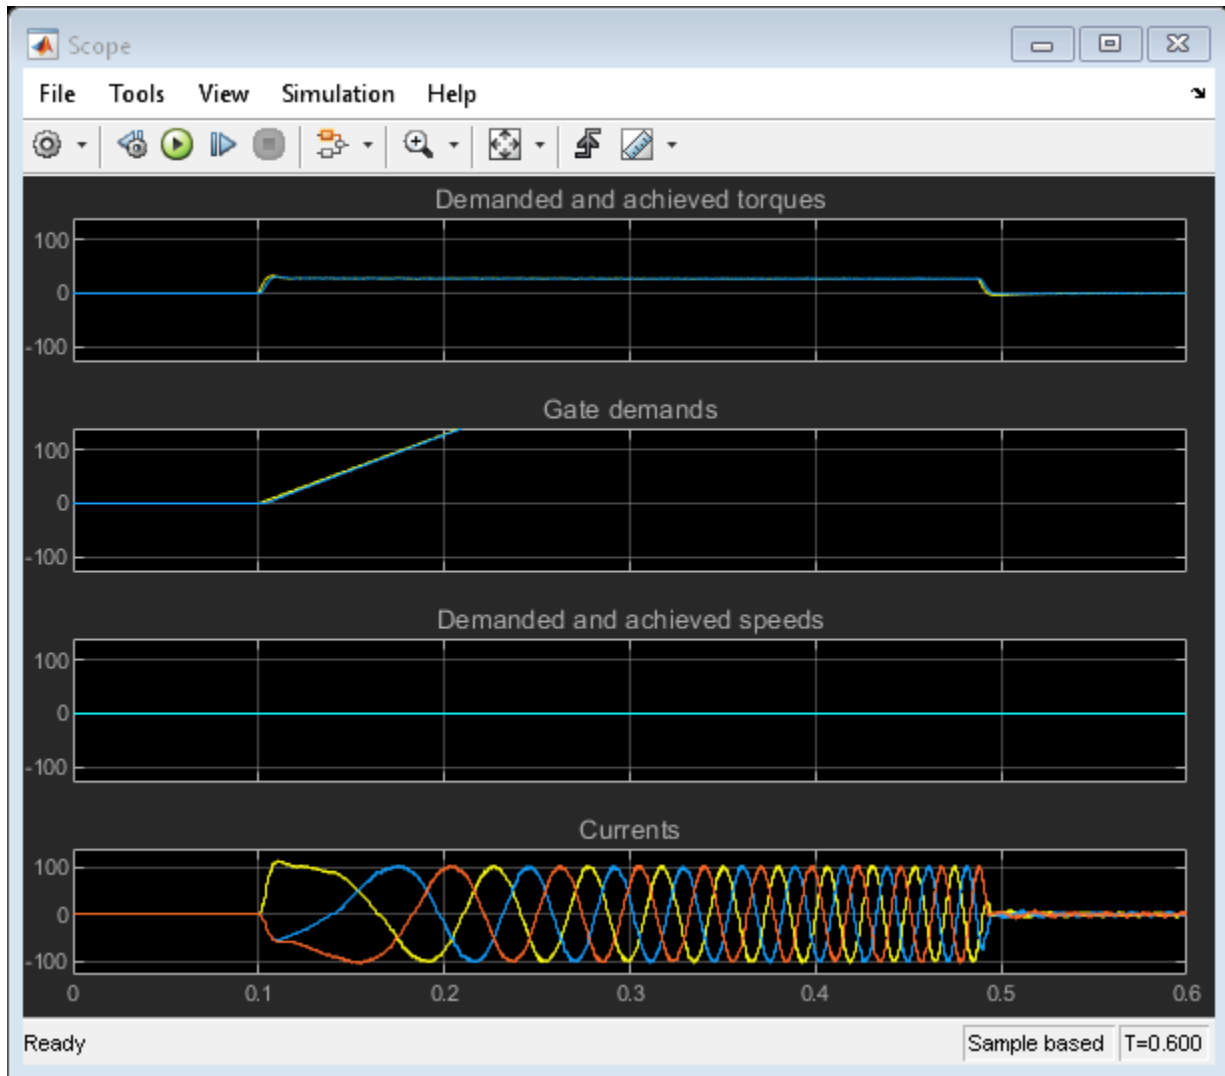 Scope
File Tools View Simulation Help
Demanded and achieved torques
100
0
-100
Gate demands
100
0
-100
Demanded and achieved speeds
100
0
-100
Currents
100
0
-100
0 0.1 0.2 0.3 0.4 0.5 0.6
Ready Sample based T=0.600